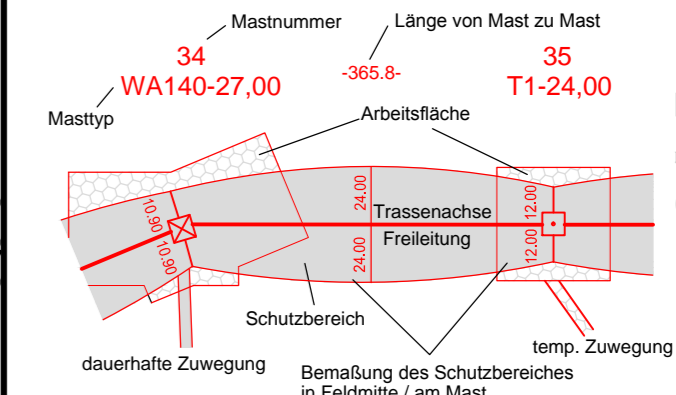 Mastnummer
Länge von Mast zu Mast
34
-365.8-
35
WA140-27,00
T1-24,00
Masttyp
Arbeitsfläche
10.90
10.90
24.00
24.00
Trassenachse
Freileitung
12.00
12.00
Schutzbereich
dauerhafte Zuwegung
temp. Zuwegung
Bemaßung des Schutzbereiches
in Feldmitte / am Mast